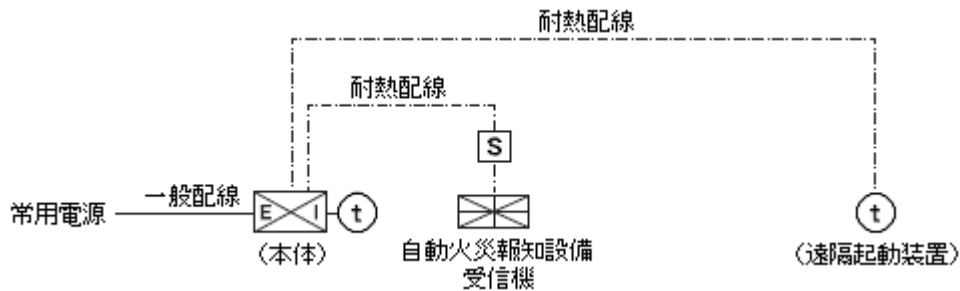 耐熱配線
耐熱配線
S
常用電源
一般配線
E I
t
t
(本体)
自動火災報知設備
受信機
(遠隔起動装置)